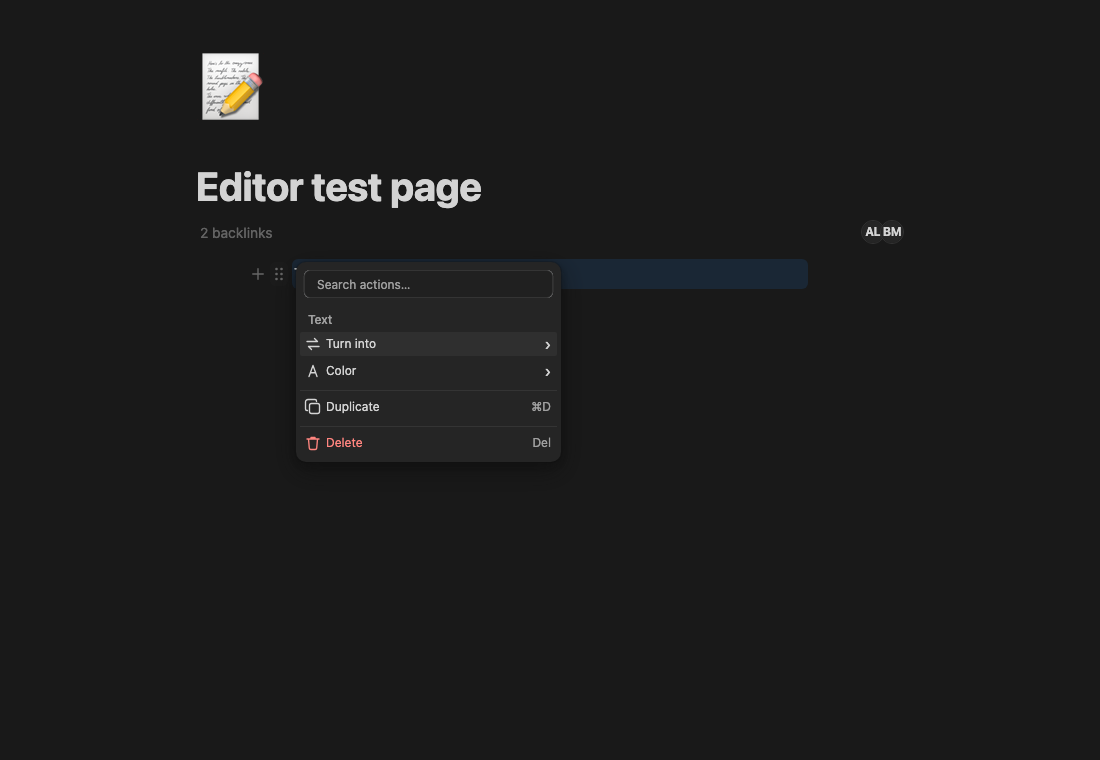 Editor test page
2 backlinks
AL BM
Search actions...
Text
Turn into
Color
Duplicate ⌘D
Delete Del